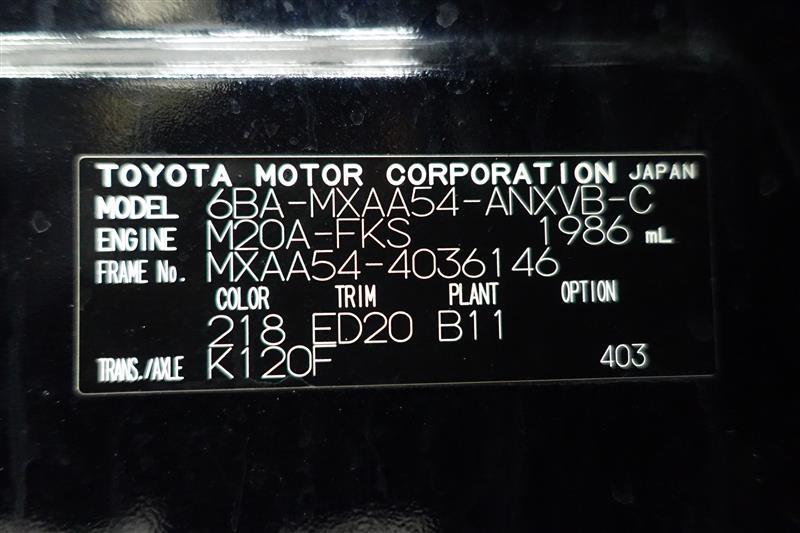 TOYOTA MOTOR CORPORATION JAPAN
MODEL 6BA-MXAA54-ANXVB-C
ENGINE M20A-FKS 1986 mL
FRAME No. MXAA54-4036146
COLOR TRIM PLANT OPTION
218 ED20 B11
TRANS./AXLE K120F 403